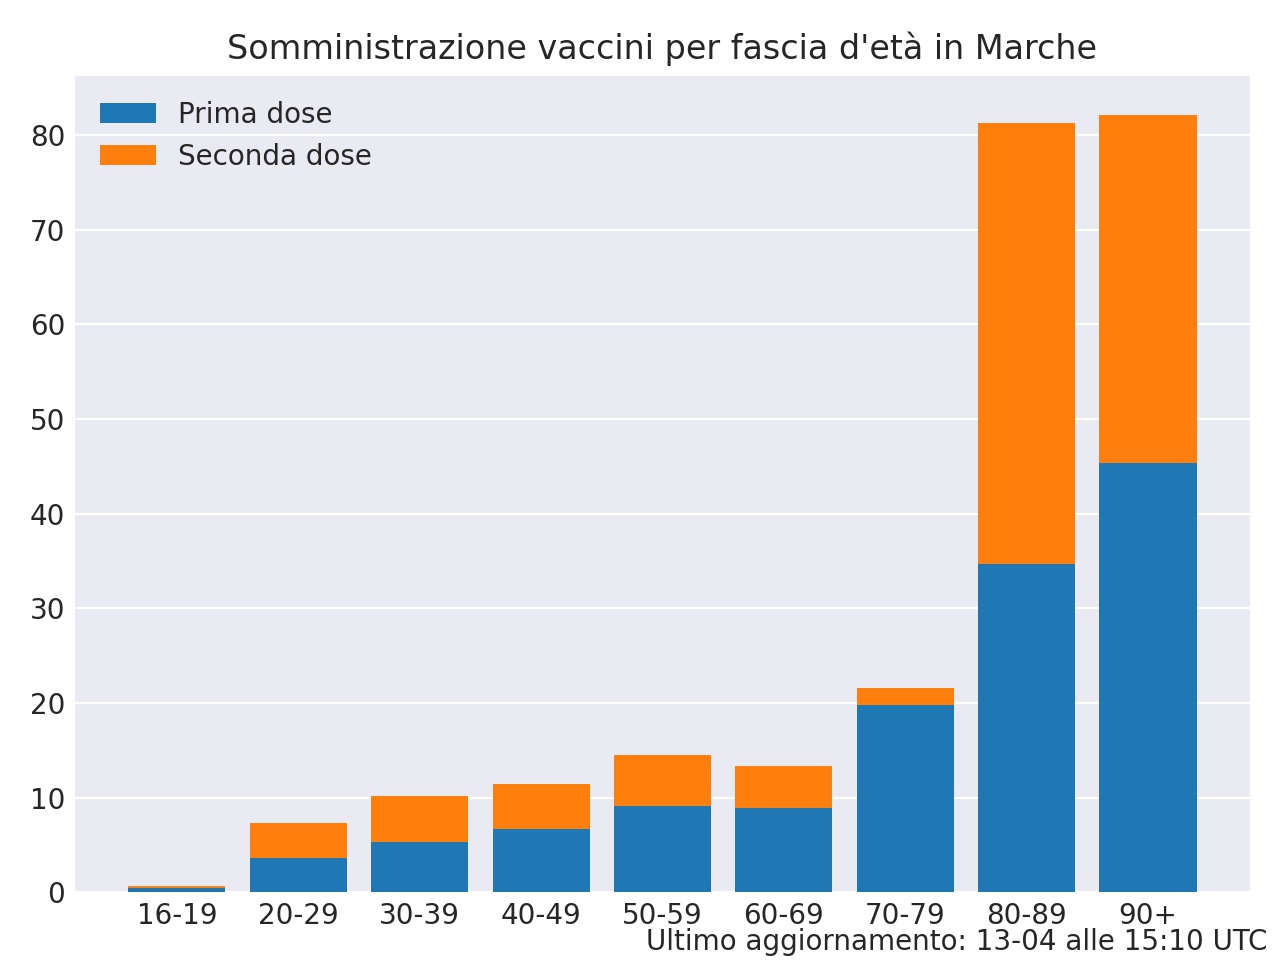 Somministrazione vaccini per fascia d'età in Marche
Prima dose
Seconda dose
80
70
60
50
40
30
20
10
0
16-19 20-29 30-39 40-49 50-59 60-69 70-79 80-89 90+
Ultimo aggiornamento: 13-04 alle 15:10 UTC